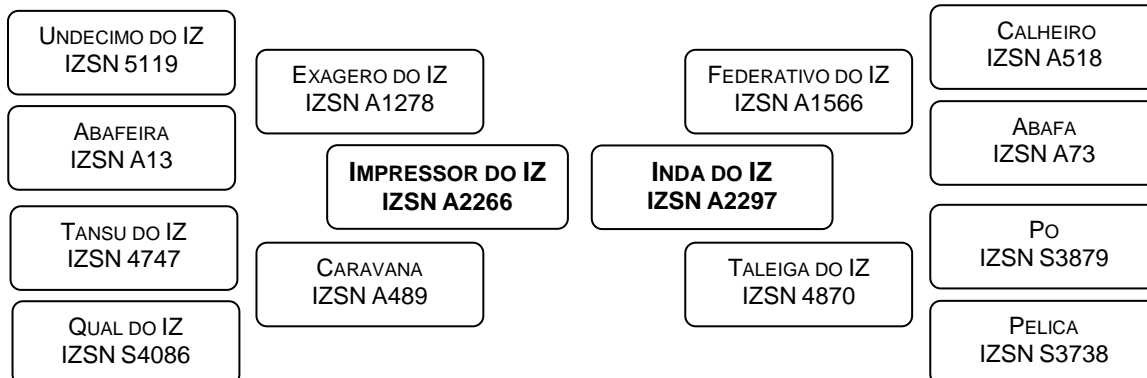 UNDECIMO DO IZ
IZSN 5119
EXAGERO DO IZ
IZSN A1278
ABAFEIRA
IZSN A13
IMPRESSOR DO IZ
IZSN A2266
TANSU DO IZ
IZSN 4747
CARAVANA
IZSN A489
QUAL DO IZ
IZSN S4086
CALHEIRO
IZSN A518
FEDERATIVO DO IZ
IZSN A1566
ABAFA
IZSN A73
INDA DO IZ
IZSN A2297
PO
IZSN S3879
TALEIGA DO IZ
IZSN 4870
PELICA
IZSN S3738